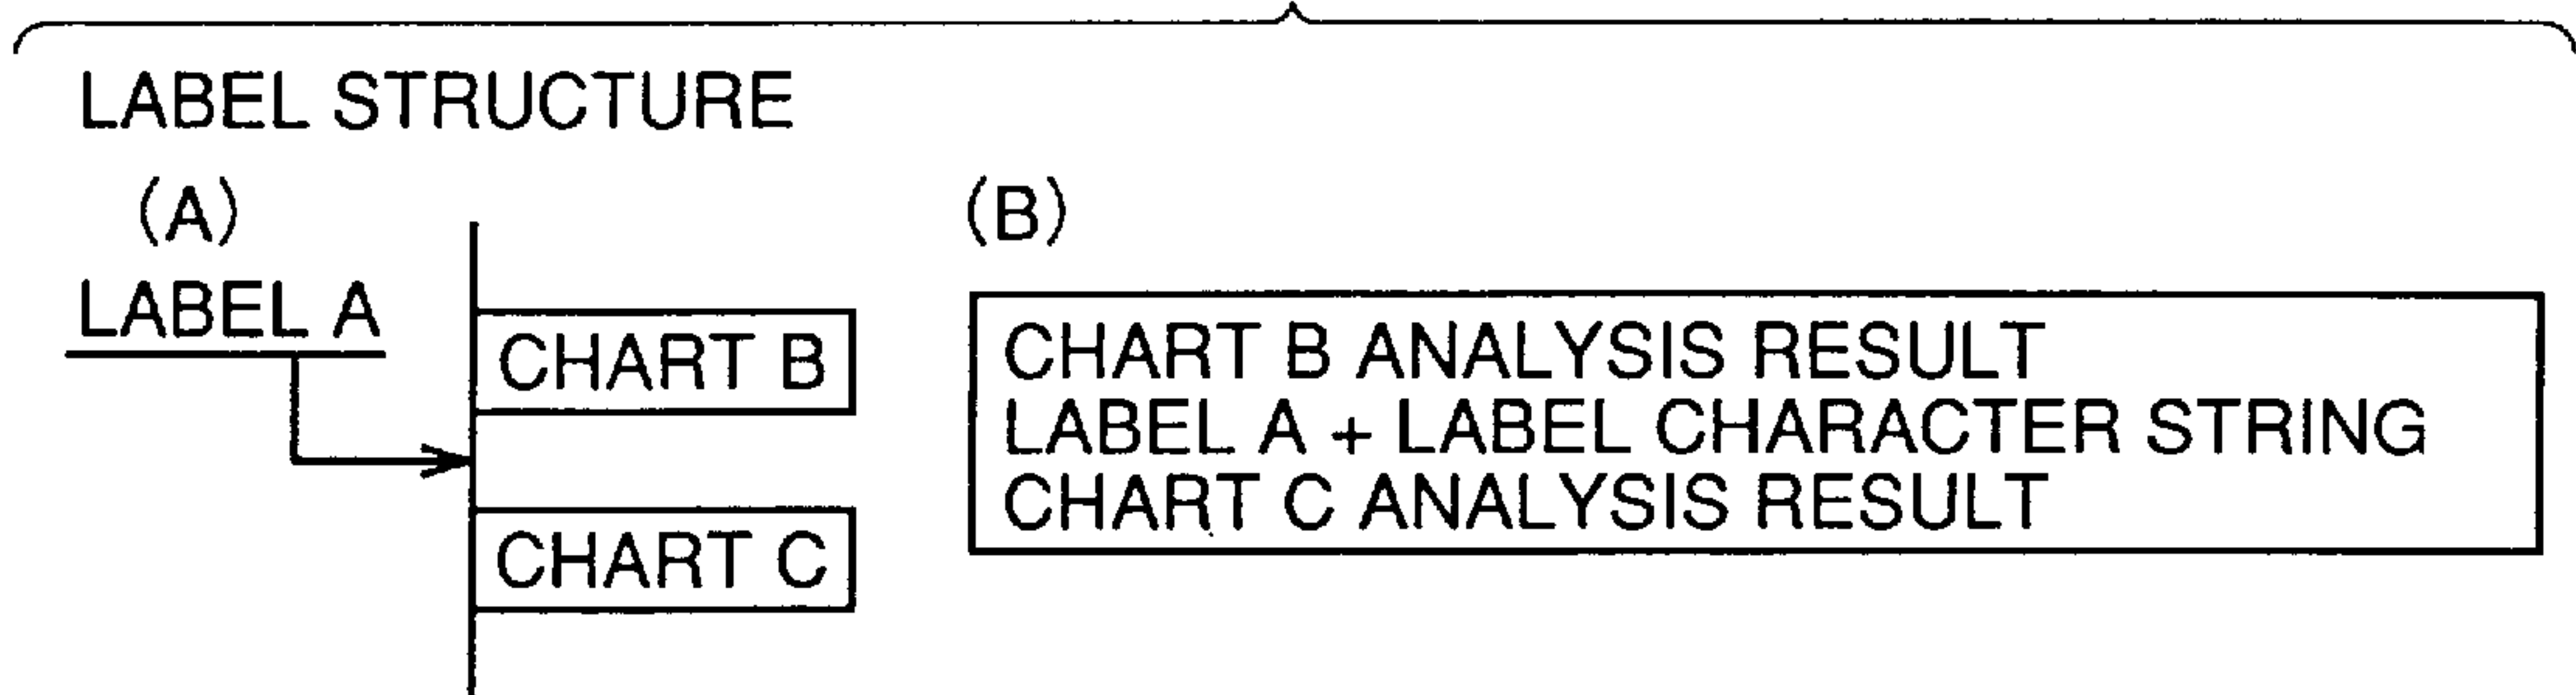 LABEL STRUCTURE
(A)
LABEL A
CHART B
CHART C
(B)
CHART B ANALYSIS RESULT
LABEL A + LABEL CHARACTER STRING
CHART C ANALYSIS RESULT